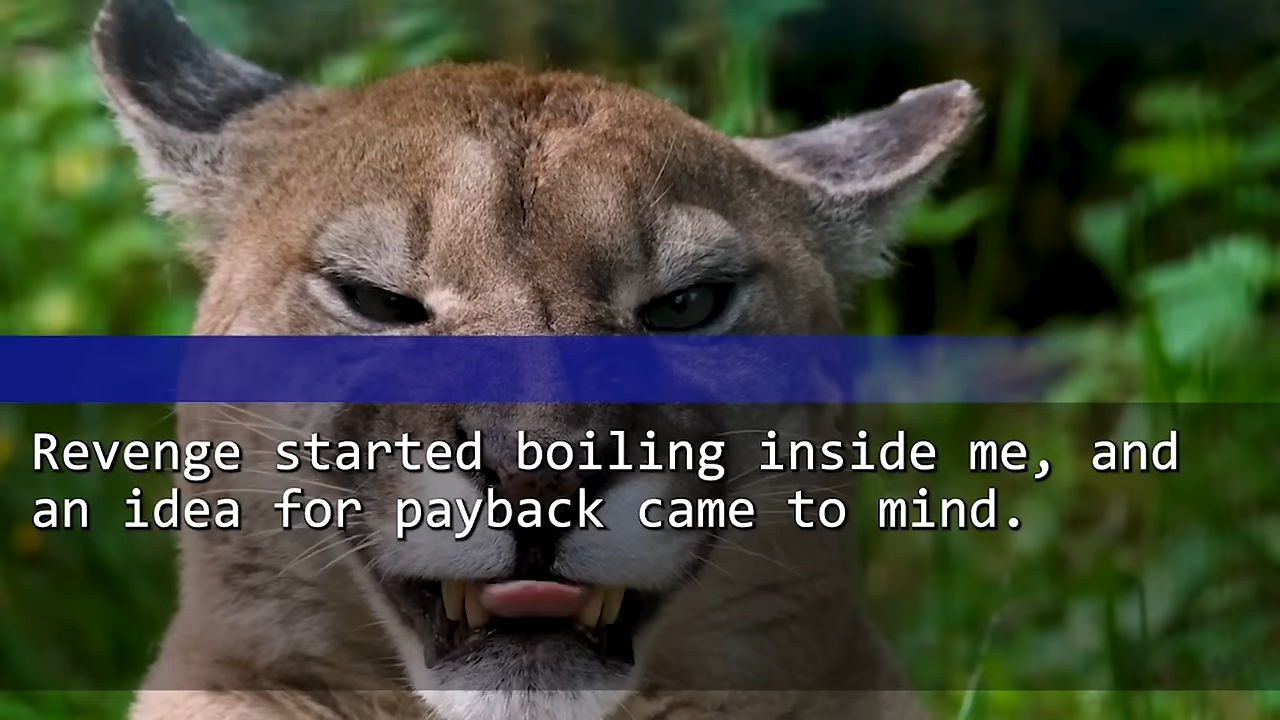 Revenge started boiling inside me, and
an idea for payback came to mind.